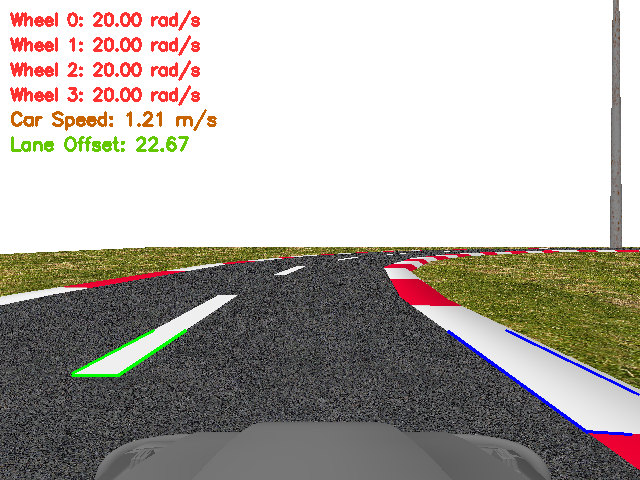 Wheel 0: 20.00 rad/s
Wheel 1: 20.00 rad/s
Wheel 2: 20.00 rad/s
Wheel 3: 20.00 rad/s
Car Speed: 1.21 m/s
Lane Offset: 22.67